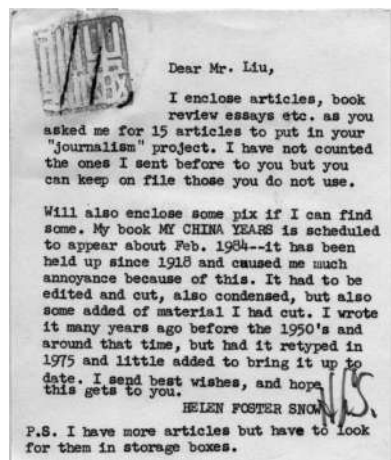 Dear Mr. Liu,
I enclose articles, book
review essays etc. as you
asked me for 15 articles to put in your
"journalism" project. I have not counted
the ones I sent before to you but you
can keep on file those you do not use.
Will also enclose some pix if I can find
some. My book MY CHINA YEARS is scheduled
to appear about Feb. 1984--it has been
held up since 1918 and caused me much
annoyance because of this. It had to be
edited and cut, also condensed, but also
some added of material I had cut. I wrote
it many years ago before the 1950's and
around that time, but had it retyped in
1975 and little added to bring it up to
date. I send best wishes, and hope
this gets to you.
HELEN FOSTER SNOW
P.S. I have more articles but have to look
for them in storage boxes.